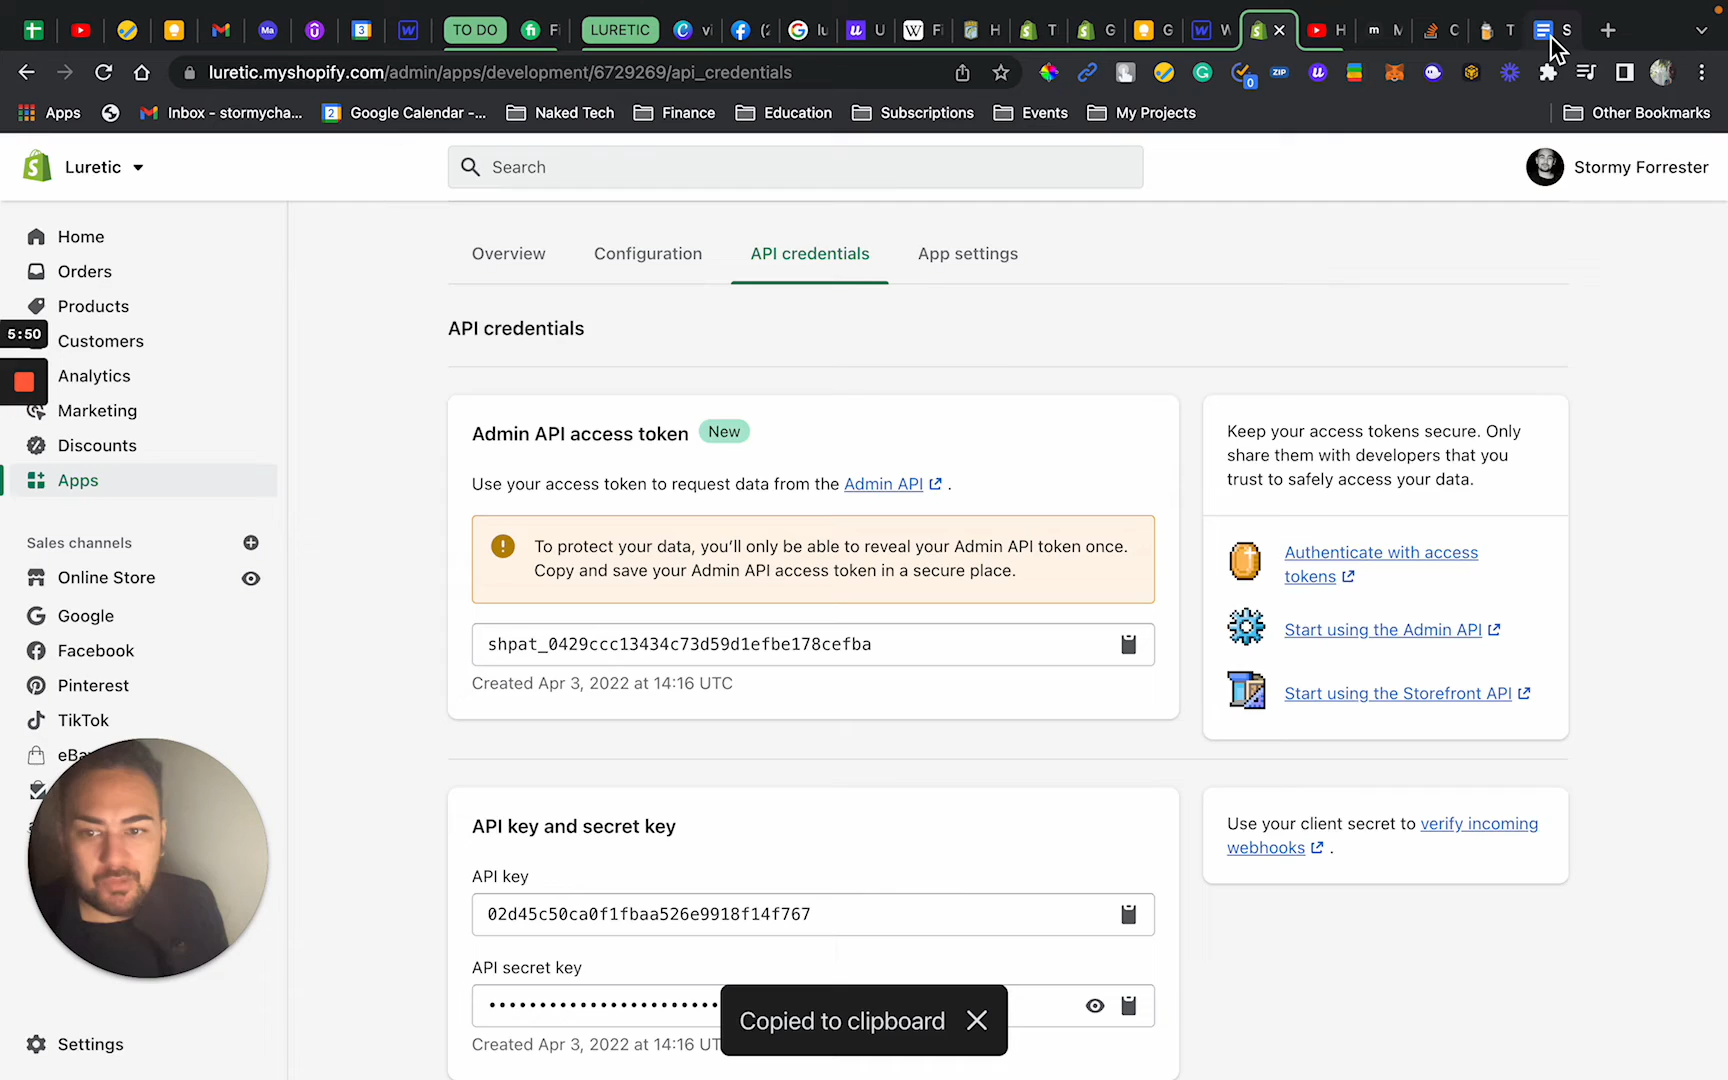 TO DO
F
LURETIC
vi
(2
lu
U
Fi
H
T
G
G
W
H
M
C
T
S
luretic.myshopify.com/admin/apps/development/6729269/api_credentials
0
ZIP
Apps
Inbox - stormycha...
Google Calendar -...
Naked Tech
Finance
Education
Subscriptions
Events
My Projects
Other Bookmarks
Luretic
Search
Stormy Forrester
Home
Orders
Products
5:50
Customers
Analytics
Marketing
Discounts
Apps
Sales channels
Online Store
Google
Facebook
Pinterest
TikTok
eBa
Settings
Overview
Configuration
API credentials
App settings
API credentials
Admin API access token New
Use your access token to request data from the Admin API .
To protect your data, you’ll only be able to reveal your Admin API token once.
Copy and save your Admin API access token in a secure place.
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
Created Apr 3, 2022 at 14:16 UTC
Keep your access tokens secure. Only
share them with developers that you
trust to safely access your data.
Authenticate with access
tokens
Start using the Admin API
Start using the Storefront API
API key and secret key
API key
02d45c50ca0f1fbaa526e9918f14f767
API secret key
••••••••••••••••••••••
Created Apr 3, 2022 at 14:16 UT
Use your client secret to verify incoming
webhooks .
Copied to clipboard